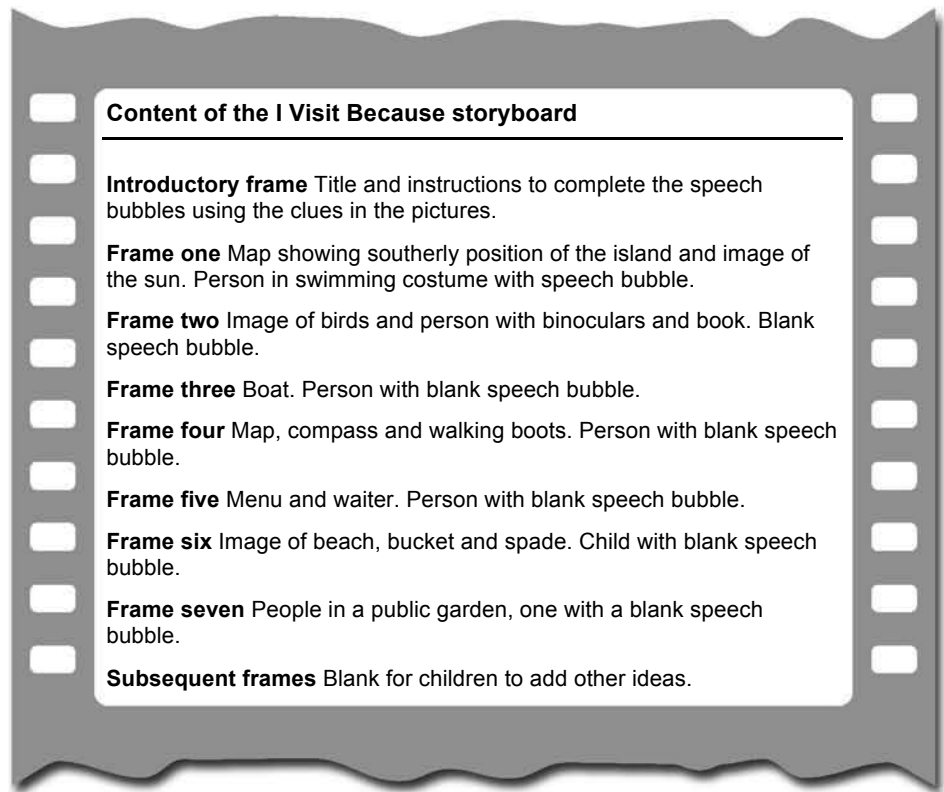 Content of the I Visit Because storyboard
Introductory frame Title and instructions to complete the speech
bubbles using the clues in the pictures.
Frame one Map showing southerly position of the island and image of
the sun. Person in swimming costume with speech bubble.
Frame two Image of birds and person with binoculars and book. Blank
speech bubble.
Frame three Boat. Person with blank speech bubble.
Frame four Map, compass and walking boots. Person with blank speech
bubble.
Frame five Menu and waiter. Person with blank speech bubble.
Frame six Image of beach, bucket and spade. Child with blank speech
bubble.
Frame seven People in a public garden, one with a blank speech
bubble.
Subsequent frames Blank for children to add other ideas.